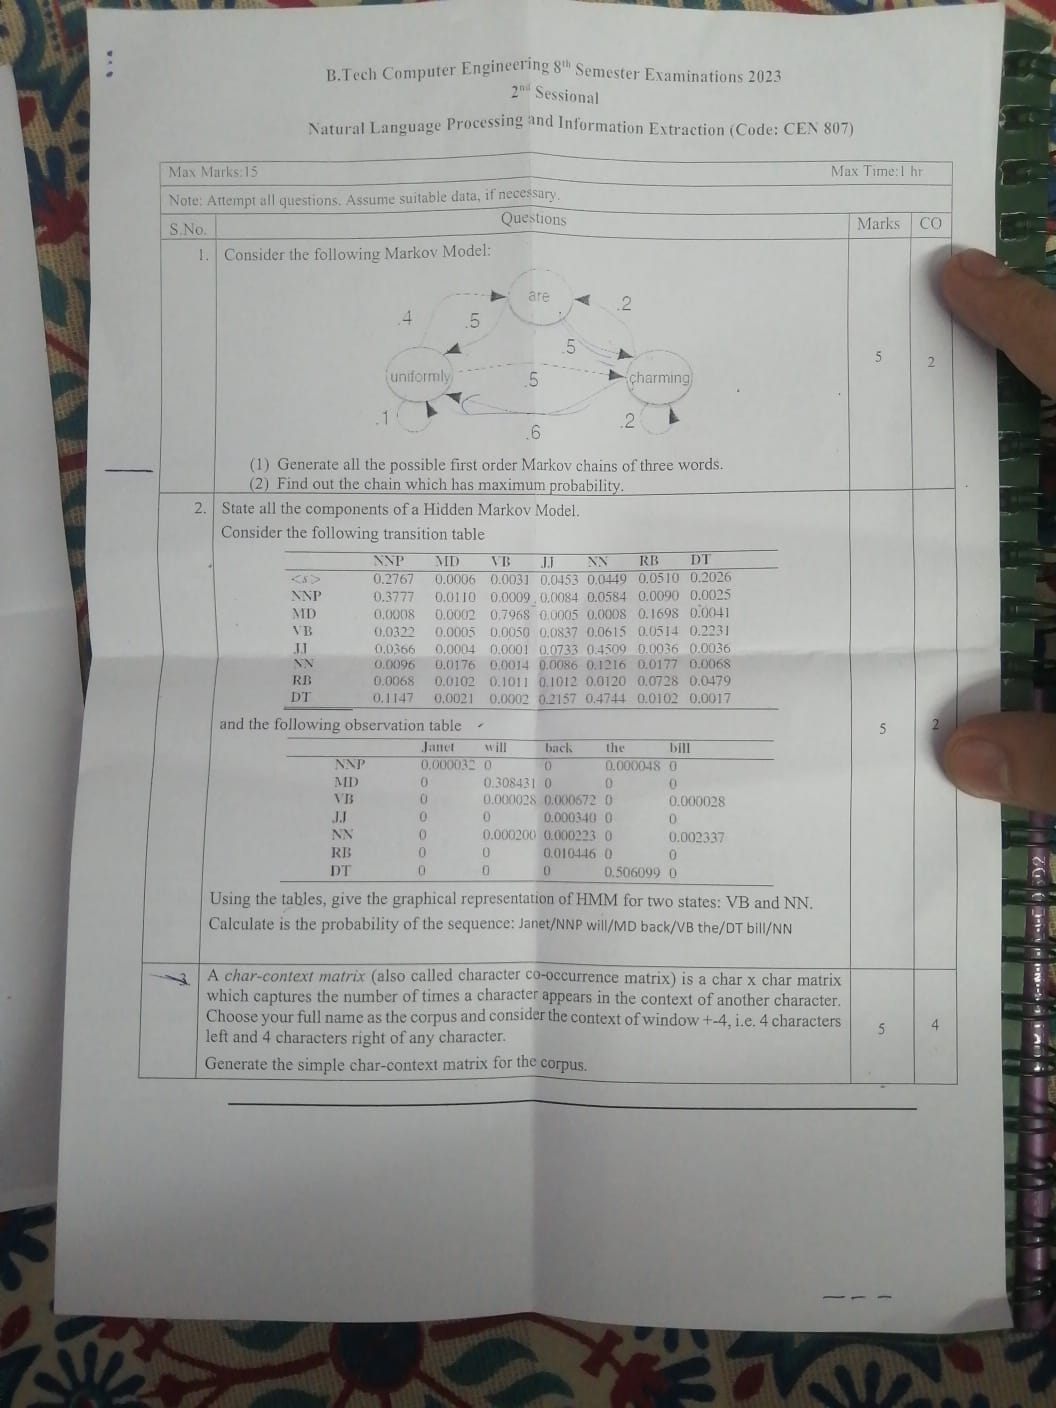 B.Tech Computer Engineering 8th Semester Examinations 2023
2nd Sessional
Natural Language Processing and Information Extraction (Code: CEN 807)
Max Marks:15 Max Time:1 hr
Note: Attempt all questions. Assume suitable data, if necessary.
S.No. Questions Marks CO
1. Consider the following Markov Model: 5 2
are
.4 .5 .2
.5
uniformly .5 charming
.1 .6 .2
(1) Generate all the possible first order Markov chains of three words.
(2) Find out the chain which has maximum probability.
2. State all the components of a Hidden Markov Model. 5 2
Consider the following transition table
NNP MD VB JJ NN RB DT
<s> 0.2767 0.0006 0.0031 0.0453 0.0449 0.0510 0.2026
NNP 0.3777 0.0110 0.0009 0.0084 0.0584 0.0090 0.0025
MD 0.0008 0.0002 0.7968 0.0005 0.0008 0.1698 0.0041
VB 0.0322 0.0005 0.0050 0.0837 0.0615 0.0514 0.2231
JJ 0.0366 0.0004 0.0001 0.0733 0.4509 0.0036 0.0036
NN 0.0096 0.0176 0.0014 0.0086 0.1216 0.0177 0.0068
RB 0.0068 0.0102 0.1011 0.1012 0.0120 0.0728 0.0479
DT 0.1147 0.0021 0.0002 0.2157 0.4744 0.0102 0.0017
and the following observation table
Janet will back the bill
NNP 0.000032 0 0 0.000048 0
MD 0 0.308431 0 0 0
VB 0 0.000028 0.000672 0 0.000028
JJ 0 0 0.000340 0 0
NN 0 0.000200 0.000223 0 0.002337
RB 0 0 0.010446 0 0
DT 0 0 0 0.506099 0
Using the tables, give the graphical representation of HMM for two states: VB and NN.
Calculate is the probability of the sequence: Janet/NNP will/MD back/VB the/DT bill/NN
3. A char-context matrix (also called character co-occurrence matrix) is a char x char matrix
which captures the number of times a character appears in the context of another character.
Choose your full name as the corpus and consider the context of window +-4, i.e. 4 characters 5 4
left and 4 characters right of any character.
Generate the simple char-context matrix for the corpus.